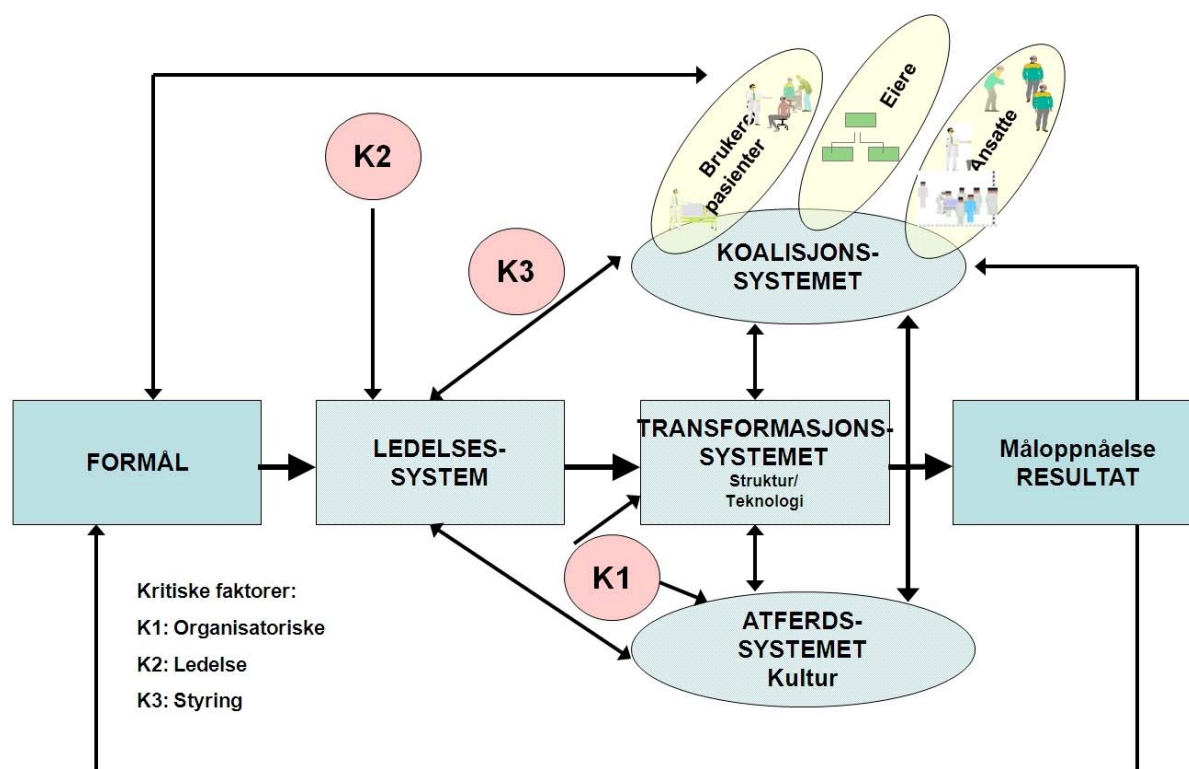 Brukere
pasienter
Eiere
Ansatte
K2
K3
KOALISJONS-
SYSTEMET
FORMÅL
LEDELSES-
SYSTEM
TRANSFORMASJONS-
SYSTEMET
Struktur/
Teknologi
Måloppnåelse
RESULTAT
K1
Kritiske faktorer:
K1: Organisatoriske
K2: Ledelse
K3: Styring
ATFERDS-
SYSTEMET
Kultur